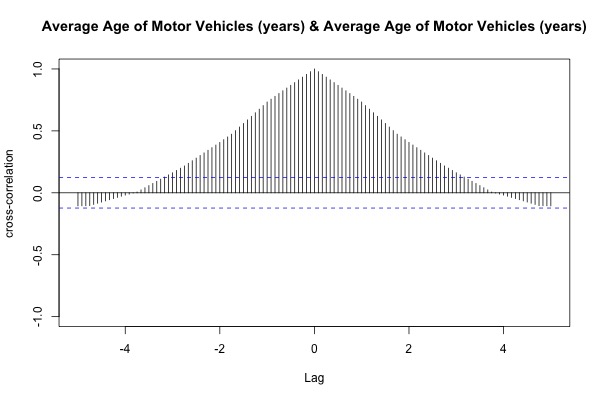 Average Age of Motor Vehicles (years) & Average Age of Motor Vehicles (years)
1.0
0.5
0.0
-0.5
-1.0
cross-correlation
-4 -2 0 2 4
Lag